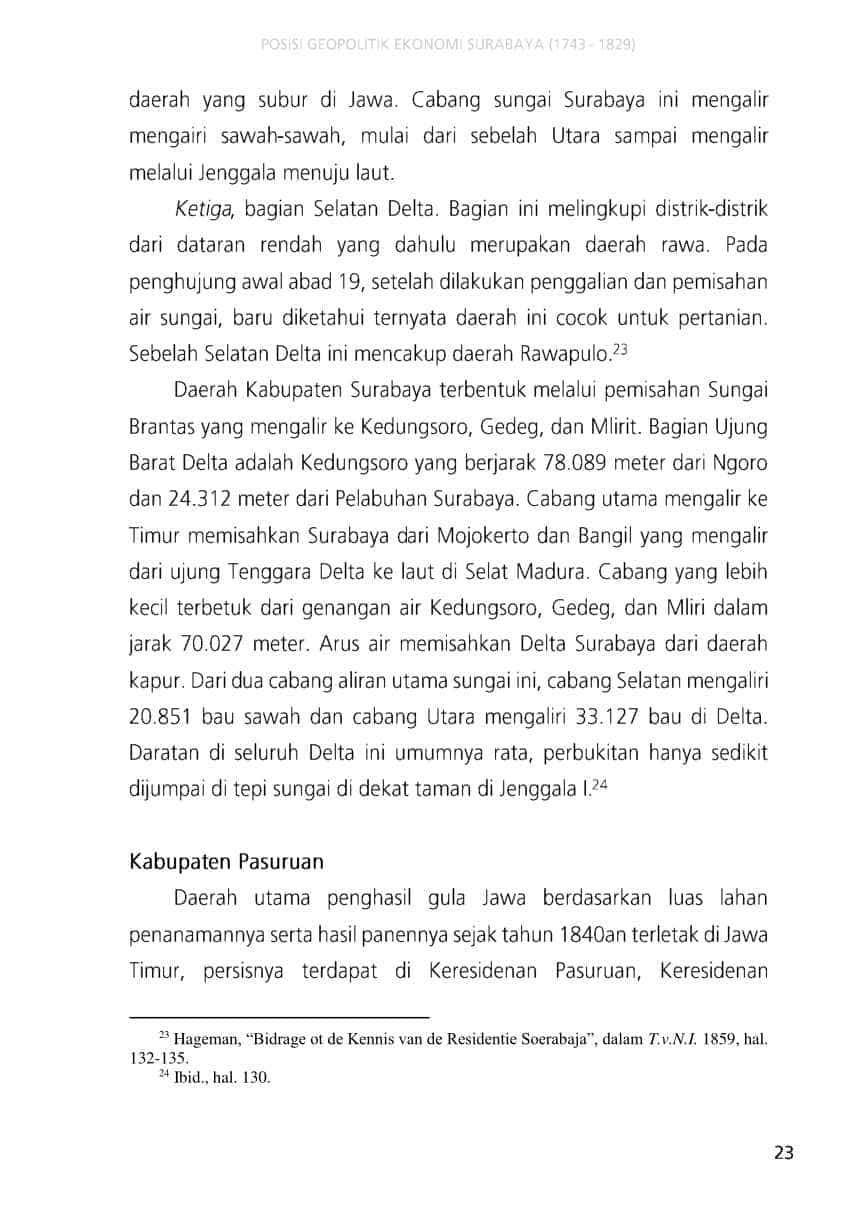 POSISI GEOPOLITIK EKONOMI SURABAYA (1743 - 1829)
daerah yang subur di Jawa. Cabang sungai Surabaya ini mengalir
mengairi sawah-sawah, mulai dari sebelah Utara sampai mengalir
melalui Jenggala menuju laut.
Ketiga, bagian Selatan Delta. Bagian ini melingkupi distrik-distrik
dari dataran rendah yang dahulu merupakan daerah rawa. Pada
penghujung awal abad 19, setelah dilakukan penggalian dan pemisahan
air sungai, baru diketahui ternyata daerah ini cocok untuk pertanian.
Sebelah Selatan Delta ini mencakup daerah Rawapulo.23
Daerah Kabupaten Surabaya terbentuk melalui pemisahan Sungai
Brantas yang mengalir ke Kedungsoro, Gedeg, dan Mlirit. Bagian Ujung
Barat Delta adalah Kedungsoro yang berjarak 78.089 meter dari Ngoro
dan 24.312 meter dari Pelabuhan Surabaya. Cabang utama mengalir ke
Timur memisahkan Surabaya dari Mojokerto dan Bangil yang mengalir
dari ujung Tenggara Delta ke laut di Selat Madura. Cabang yang lebih
kecil terbetuk dari genangan air Kedungsoro, Gedeg, dan Mliri dalam
jarak 70.027 meter. Arus air memisahkan Delta Surabaya dari daerah
kapur. Dari dua cabang aliran utama sungai ini, cabang Selatan mengaliri
20.851 bau sawah dan cabang Utara mengaliri 33.127 bau di Delta.
Daratan di seluruh Delta ini umumnya rata, perbukitan hanya sedikit
dijumpai di tepi sungai di dekat taman di Jenggala I.24
Kabupaten Pasuruan
Daerah utama penghasil gula Jawa berdasarkan luas lahan
penanamannya serta hasil panennya sejak tahun 1840an terletak di Jawa
Timur, persisnya terdapat di Keresidenan Pasuruan, Keresidenan
23 Hageman, “Bidrage ot de Kennis van de Residentie Soerabaja”, dalam T.v.N.I. 1859, hal.
132-135.
24 Ibid., hal. 130.
23